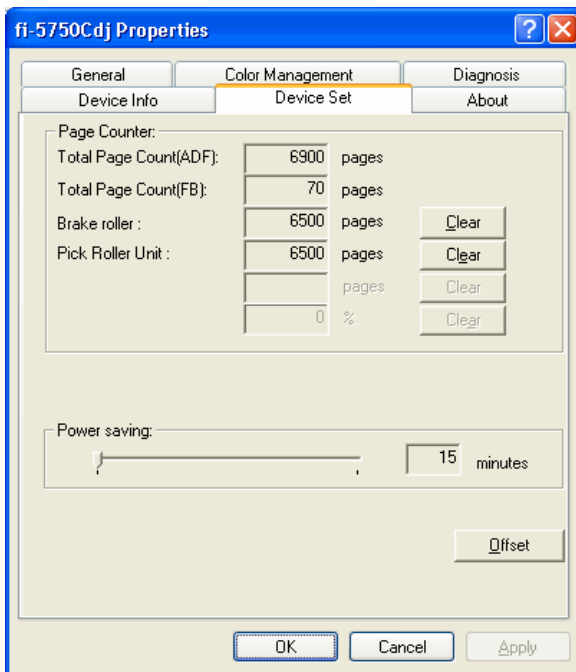 fi-5750Cdj Properties
General Color Management Diagnosis
Device Info Device Set About
Page Counter:
Total Page Count(ADF): 6900 pages
Total Page Count(FB): 70 pages
Brake roller : 6500 pages Clear
Pick Roller Unit : 6500 pages Clear
pages Clear
0 % Clear
Power saving:
15 minutes
Offset
OK Cancel Apply